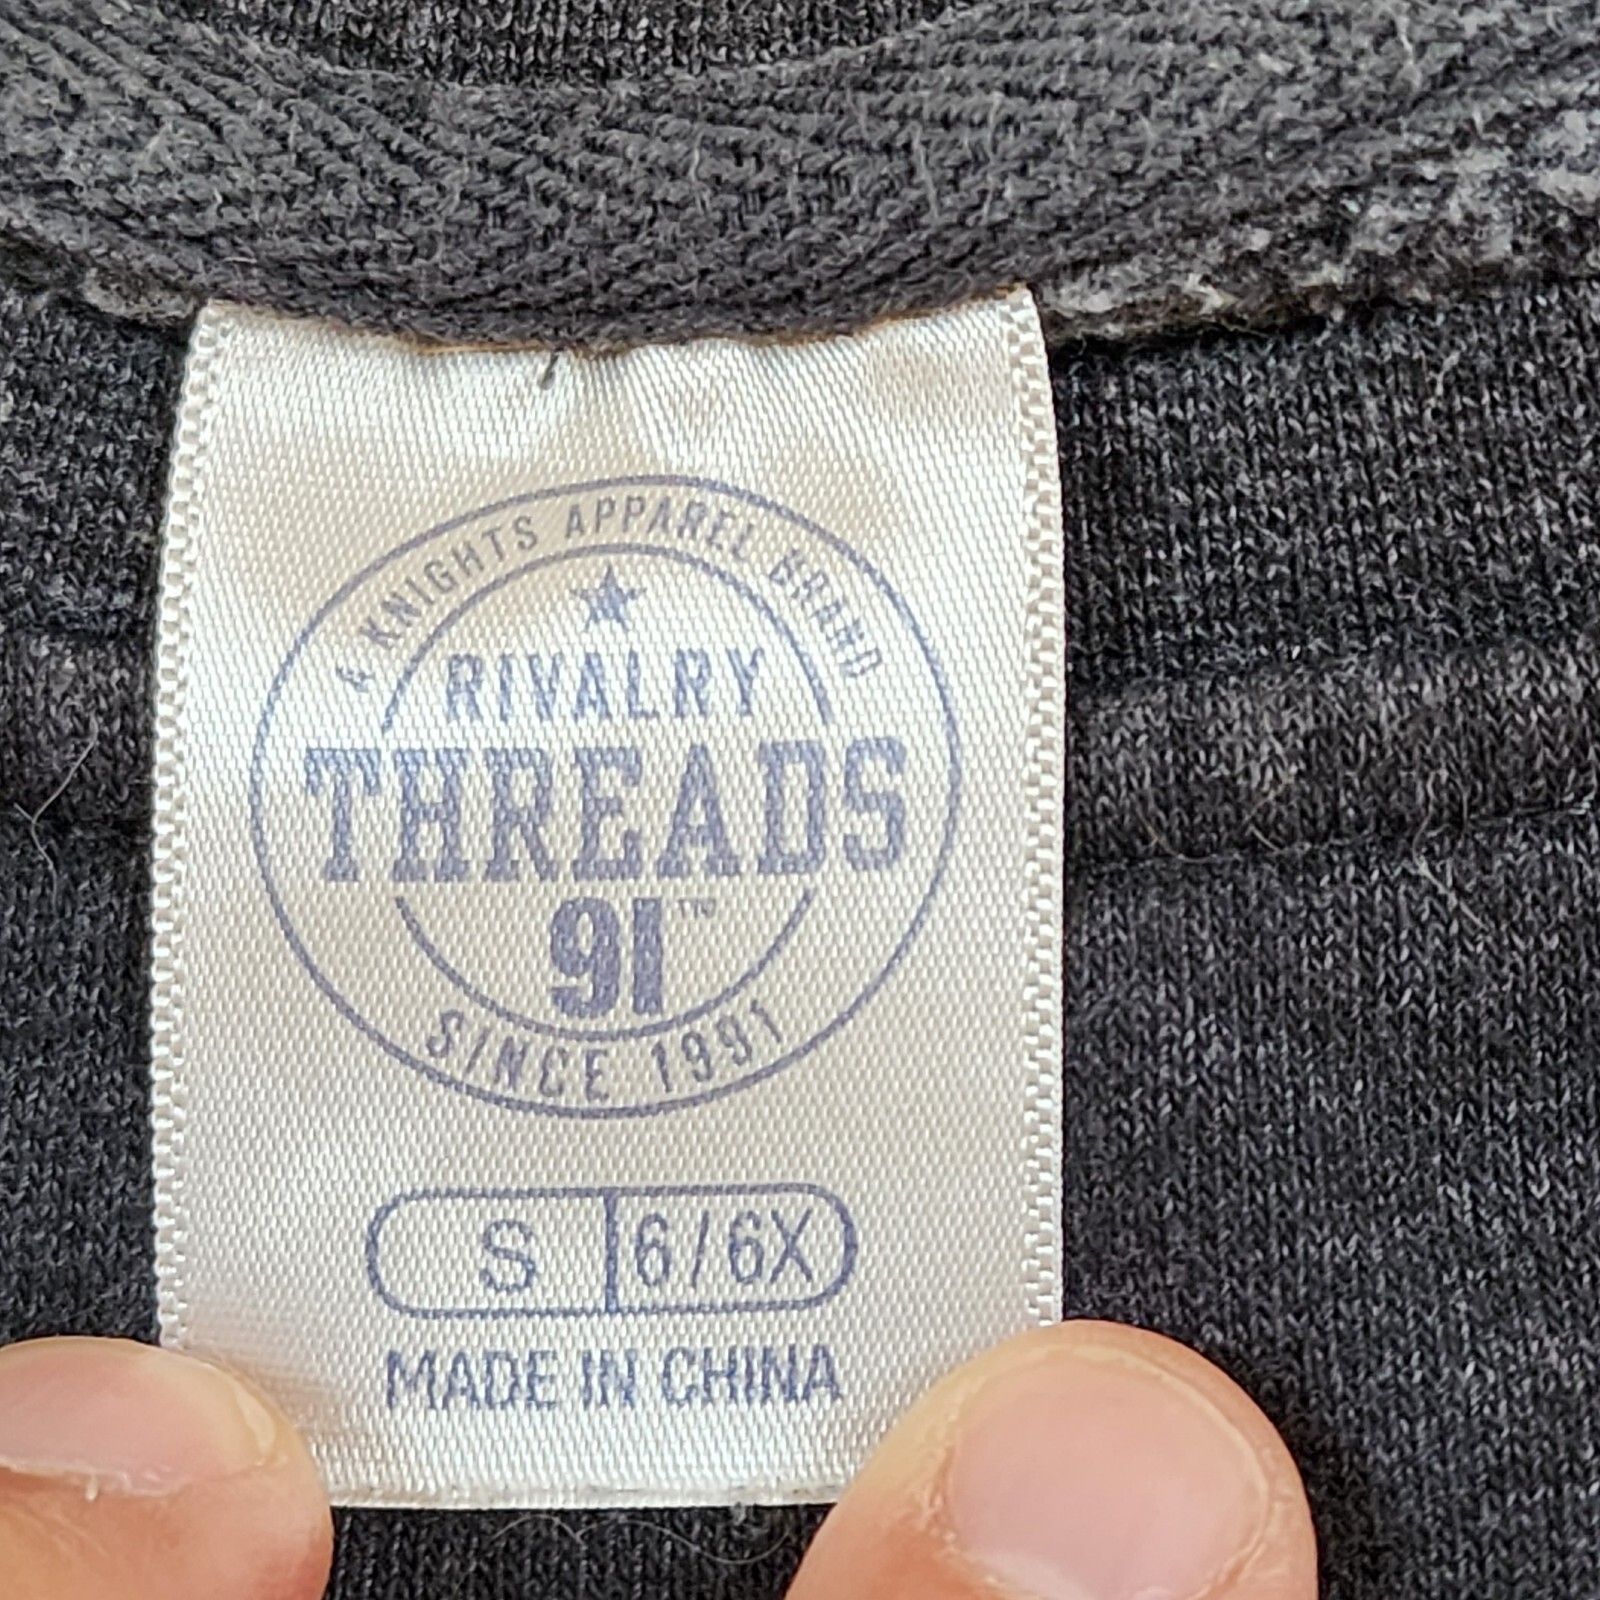 A KNIGHTS APPAREL BRAND
RIVALRY
THREADS
91™
SINCE 1991
S 6/6X
MADE IN CHINA